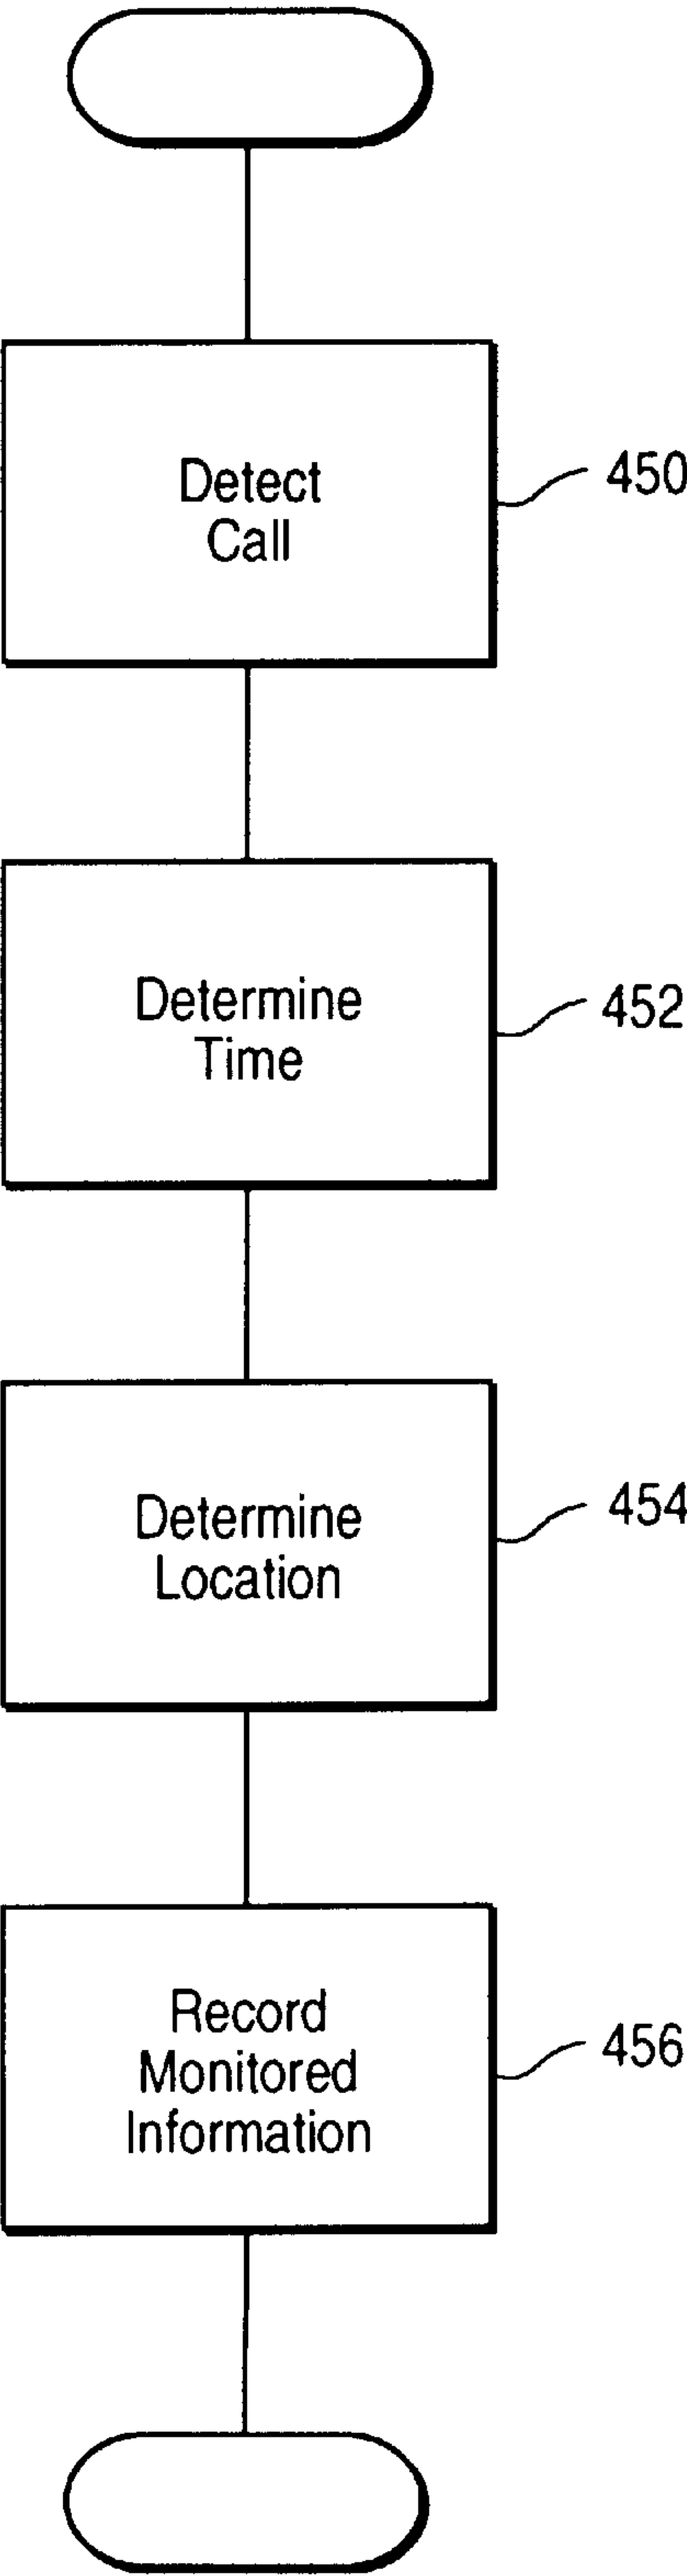 Detect
Call
450
Determine
Time
452
Determine
Location
454
Record
Monitored
Information
456